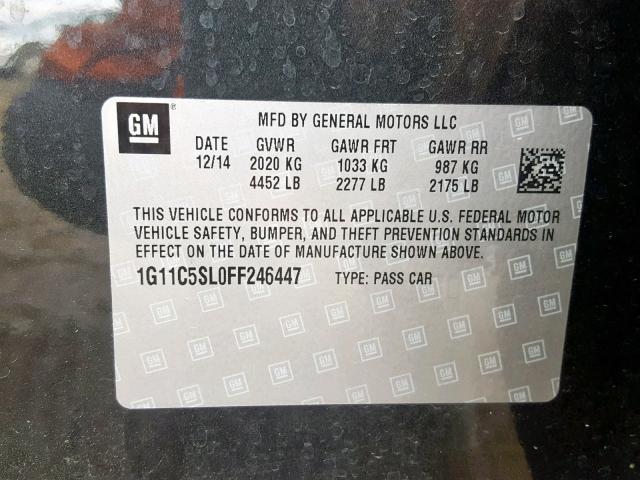 GM ® MFD BY GENERAL MOTORS LLC
DATE GVWR GAWR FRT GAWR RR
12/14 2020 KG 1033 KG 987 KG
4452 LB 2277 LB 2175 LB
THIS VEHICLE CONFORMS TO ALL APPLICABLE U.S. FEDERAL MOTOR
VEHICLE SAFETY, BUMPER, AND THEFT PREVENTION STANDARDS IN
EFFECT ON THE DATE OF MANUFACTURE SHOWN ABOVE.
1G11C5SL0FF246447 TYPE: PASS CAR